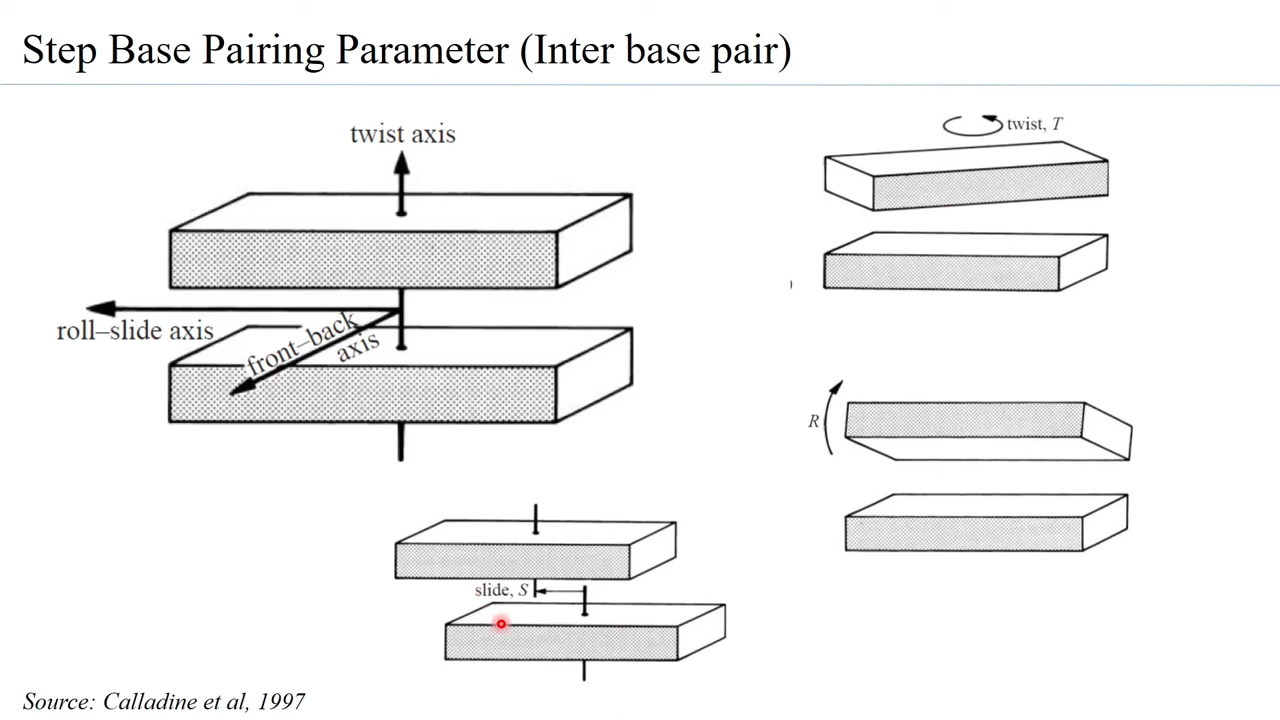 Step Base Pairing Parameter (Inter base pair)
twist axis
twist, T
roll–slide axis
front–back
axis
R
slide, S
Source: Calladine et al, 1997